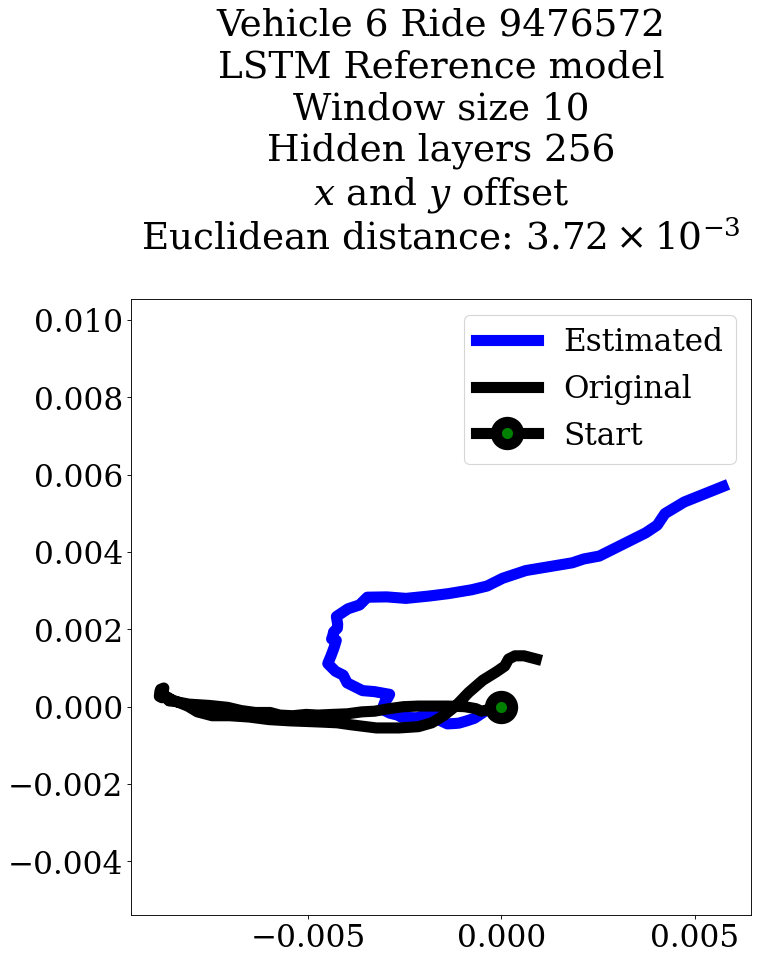 Vehicle 6 Ride 9476572
LSTM Reference model
Window size 10
Hidden layers 256
x and y offset
Euclidean distance: 3.72 × 10⁻³
Estimated
Original
Start
0.010
0.008
0.006
0.004
0.002
0.000
−0.002
−0.004
−0.005 0.000 0.005